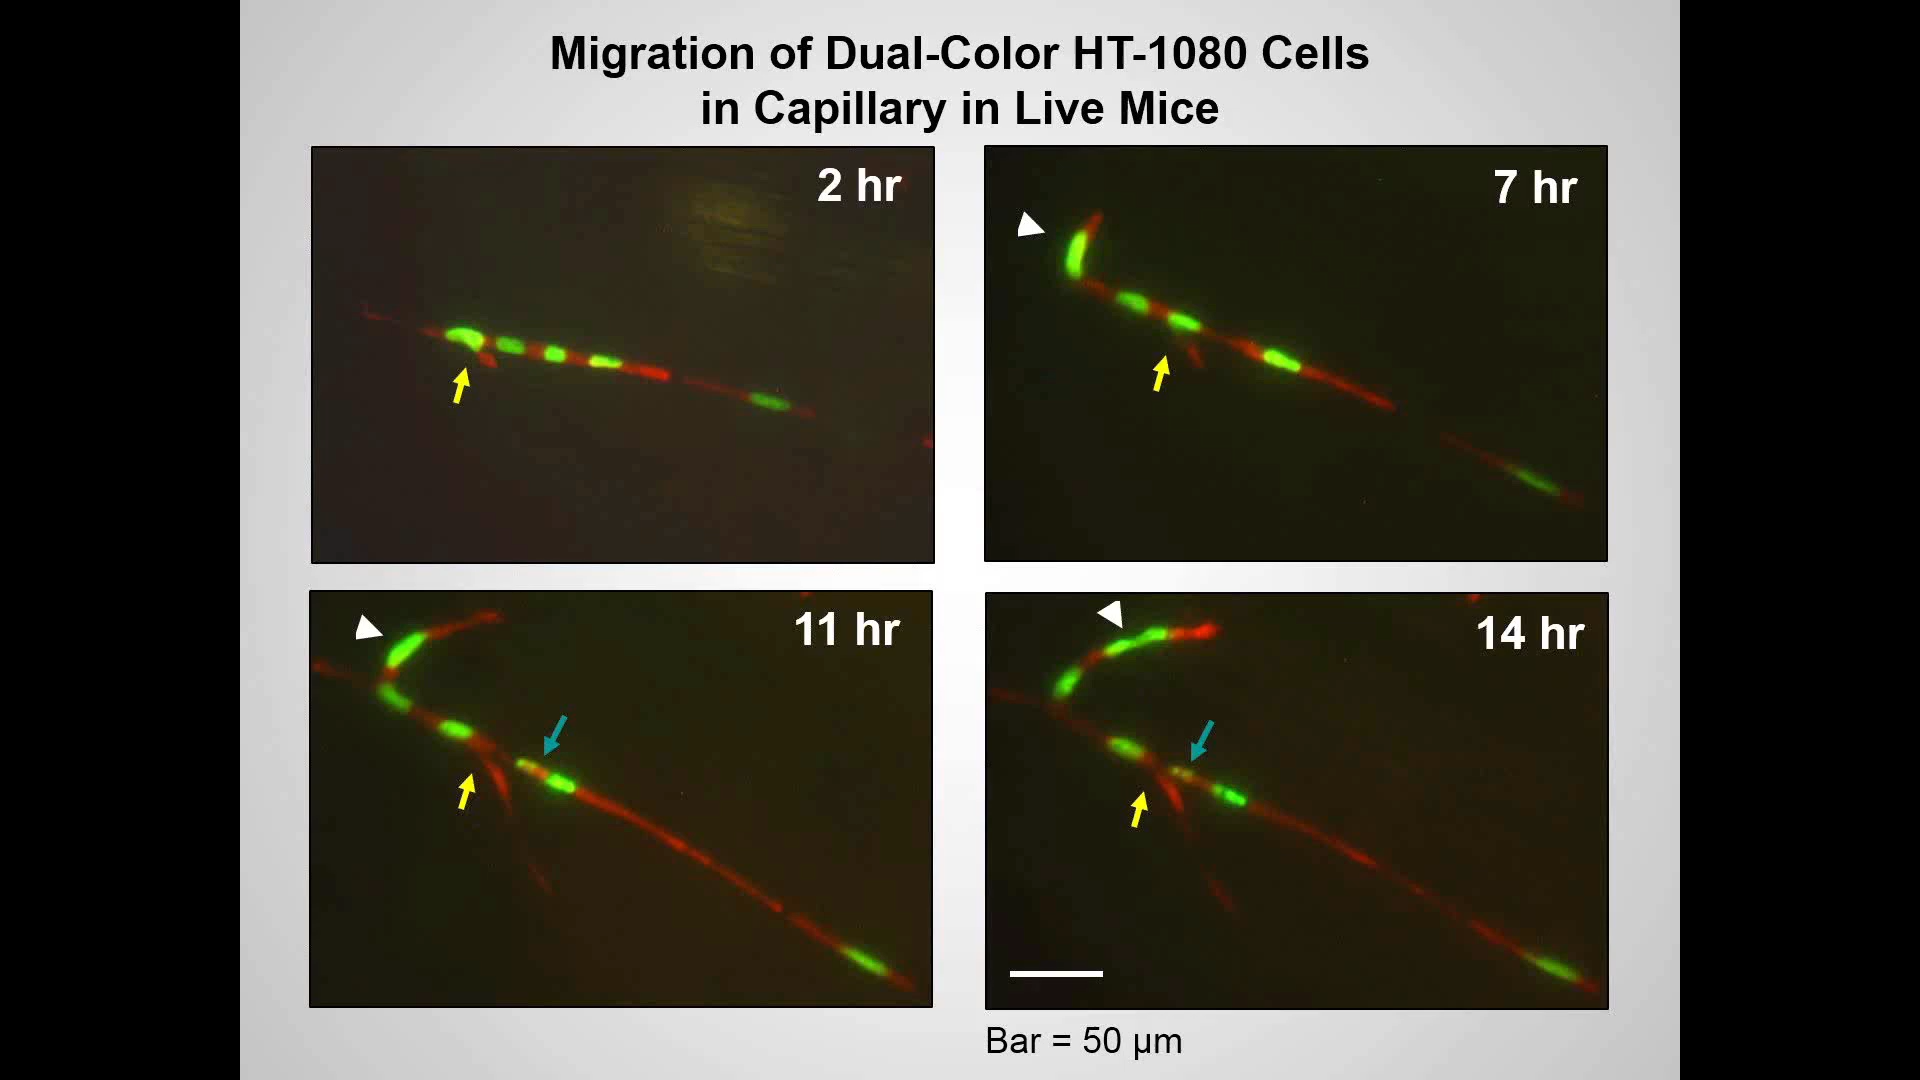 Migration of Dual-Color HT-1080 Cells
in Capillary in Live Mice
2 hr
7 hr
11 hr
14 hr
Bar = 50 µm